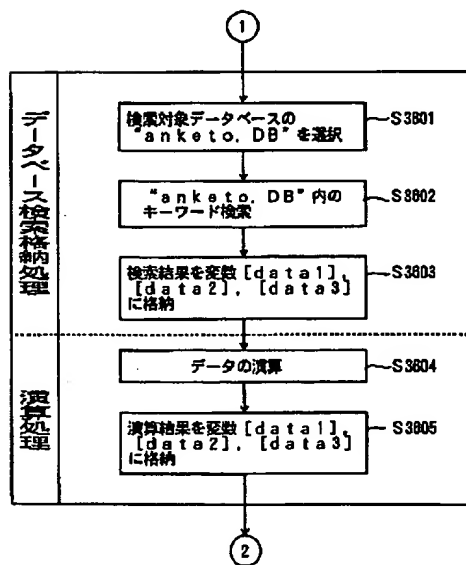 1
データベース検索格納処理
検索対象データベースの
“anketo.DB”を選択
S3601
“anketo.DB”内の
キーワード検索
S3602
検索結果を変数[data1],
[data2],[data3]
に格納
S3603
演算処理
データの演算
S3604
演算結果を変数[data1],
[data2],[data3]
に格納
S3605
2